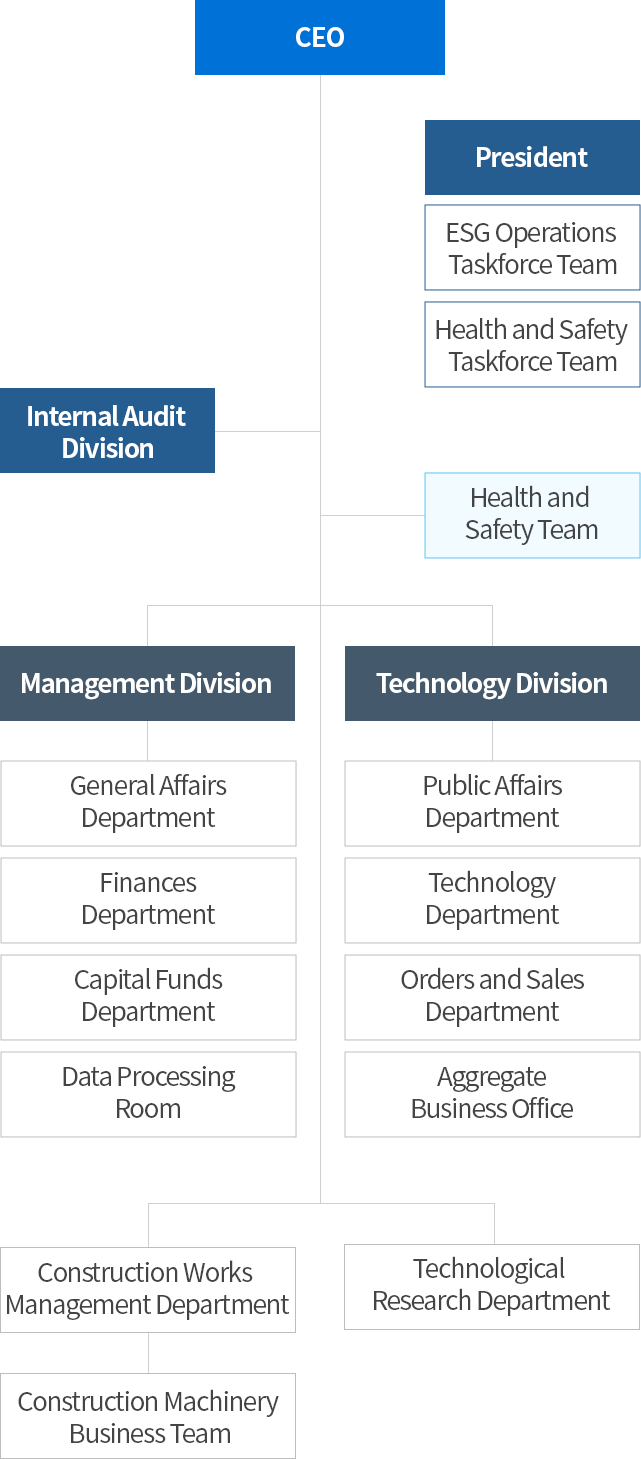 CEO
President
ESG Operations
Taskforce Team
Health and Safety
Taskforce Team
Internal Audit
Division
Health and
Safety Team
Management Division
General Affairs
Department
Finances
Department
Capital Funds
Department
Data Processing
Room
Technology Division
Public Affairs
Department
Technology
Department
Orders and Sales
Department
Aggregate
Business Office
Construction Works
Management Department
Construction Machinery
Business Team
Technological
Research Department